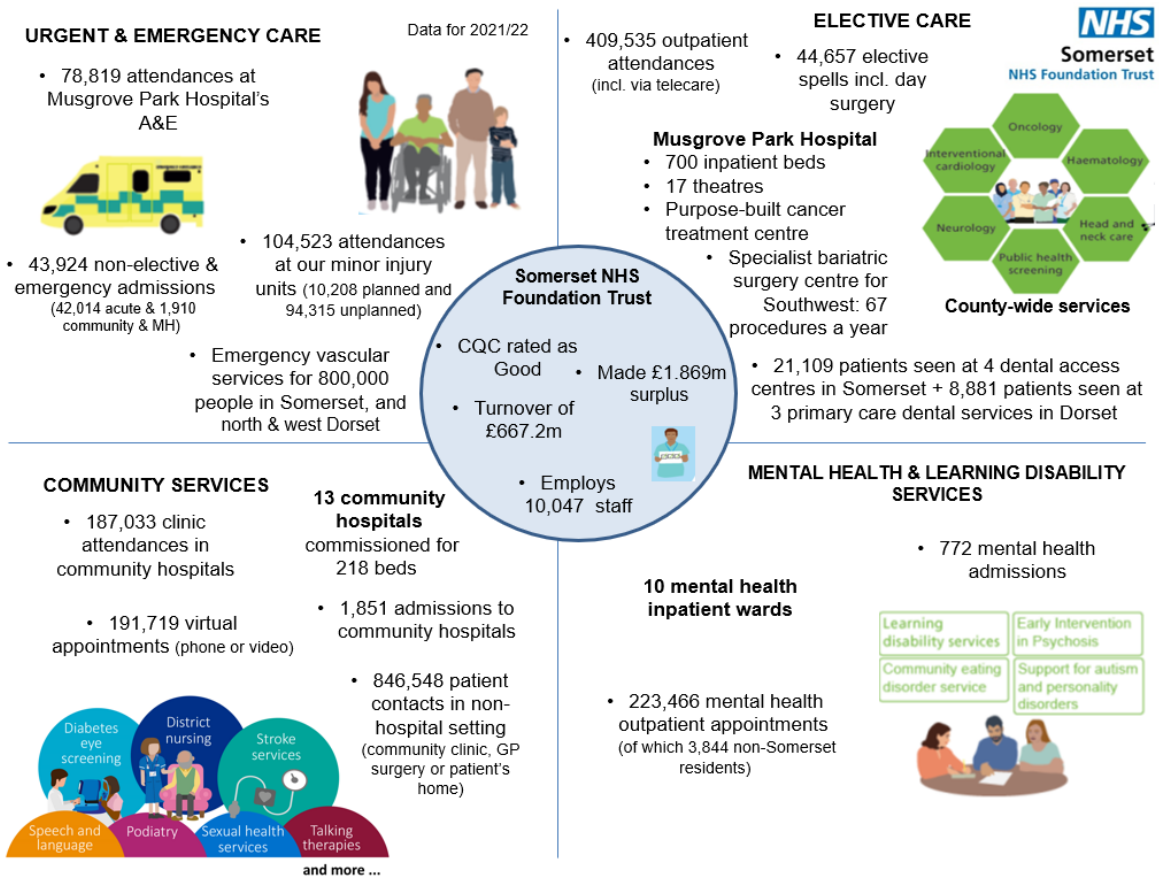 URGENT & EMERGENCY CARE
Data for 2021/22
• 78,819 attendances at
Musgrove Park Hospital's
A&E
• 104,523 attendances
at our minor injury
units (10,208 planned and
94,315 unplanned)
• 43,924 non-elective &
emergency admissions
(42,014 acute & 1,910
community & MH)
• Emergency vascular
services for 800,000
people in Somerset, and
north & west Dorset
ELECTIVE CARE
NHS
Somerset
NHS Foundation Trust
• 409,535 outpatient
attendances
(incl. via telecare)
• 44,657 elective
spells incl. day
surgery
Musgrove Park Hospital
• 700 inpatient beds
• 17 theatres
• Purpose-built cancer
treatment centre
• Specialist bariatric
surgery centre for
Southwest: 67
procedures a year
Oncology
Interventional
cardiology
Haematology
Neurology
Head and
neck care
Public health
screening
County-wide services
• 21,109 patients seen at 4 dental access
centres in Somerset + 8,881 patients seen at
3 primary care dental services in Dorset
Somerset NHS
Foundation Trust
• CQC rated as
Good
• Made £1.869m
surplus
• Turnover of
£667.2m
• Employs
10,047 staff
COMMUNITY SERVICES
• 187,033 clinic
attendances in
community hospitals
• 191,719 virtual
appointments (phone or video)
13 community
hospitals
commissioned for
218 beds
• 1,851 admissions to
community hospitals
• 846,548 patient
contacts in non-
hospital setting
(community clinic, GP
surgery or patient's
home)
Diabetes
eye
screening
District
nursing
Stroke
services
Speech and
language
Podiatry
Sexual health
services
Talking
therapies
and more ...
MENTAL HEALTH & LEARNING DISABILITY
SERVICES
• 772 mental health
admissions
10 mental health
inpatient wards
Learning
disability services
Early Intervention
in Psychosis
Community eating
disorder service
Support for autism
and personality
disorders
• 223,466 mental health
outpatient appointments
(of which 3,844 non-Somerset
residents)